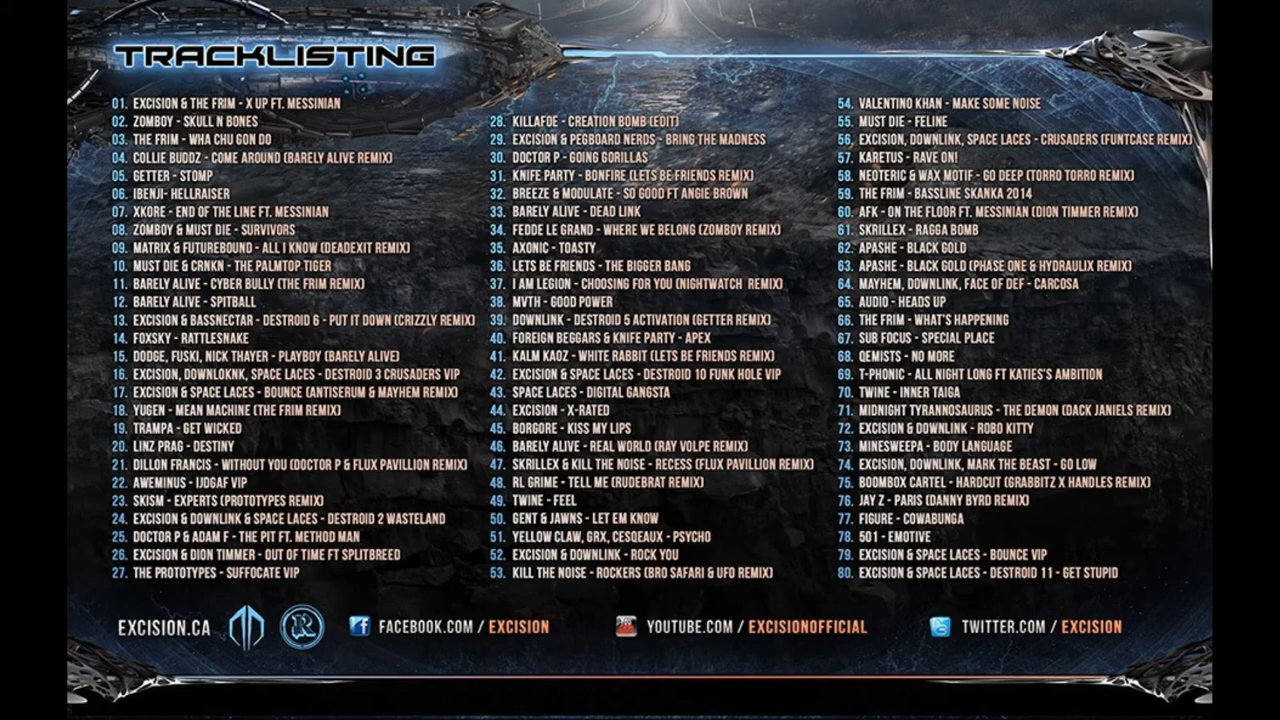 TRACKLISTING
01. EXCISION & THE FRIM - X UP FT. MESSINIAN
02. ZOMBOY - SKULL N BONES
03. THE FRIM - WHA CHU GON DO
04. COLLIE BUDDZ - COME AROUND (BARELY ALIVE REMIX)
05. GETTER - STOMP
06. IBENJI- HELLRAISER
07. XKORE - END OF THE LINE FT. MESSINIAN
08. ZOMBOY & MUST DIE - SURVIVORS
09. MATRIX & FUTUREBOUND - ALL I KNOW (DEADEXIT REMIX)
10. MUST DIE & CRNKN - THE PALMTOP TIGER
11. BARELY ALIVE - CYBER BULLY (THE FRIM REMIX)
12. BARELY ALIVE - SPITBALL
13. EXCISION & BASSNECTAR - DESTROID 6 - PUT IT DOWN (CRIZZLY REMIX)
14. FOXSKY - RATTLESNAKE
15. DODGE, FUSKI, NICK THAYER - PLAYBOY (BARELY ALIVE)
16. EXCISION, DOWNLOKNK, SPACE LACES - DESTROID 3 CRUSADERS VIP
17. EXCISION & SPACE LACES - BOUNCE (ANTISERUM & MAYHEM REMIX)
18. YUGEN - MEAN MACHINE (THE FRIM REMIX)
19. TRAMPA - GET WICKED
20. LINZ PRAG - DESTINY
21. DILLON FRANCIS - WITHOUT YOU (DOCTOR P & FLUX PAVILLION REMIX)
22. AWEMINUS - IJDGAF VIP
23. SKISM - EXPERTS (PROTOTYPES REMIX)
24. EXCISION & DOWNLINK & SPACE LACES - DESTROID 2 WASTELAND
25. DOCTOR P & ADAM F - THE PIT FT. METHOD MAN
26. EXCISION & DION TIMMER - OUT OF TIME FT SPLITBREED
27. THE PROTOTYPES - SUFFOCATE VIP
28. KILLAFOE - CREATION BOMB (EDIT)
29. EXCISION & PEGBOARD NERDS - BRING THE MADNESS
30. DOCTOR P - GOING GORILLAS
31. KNIFE PARTY - BONFIRE (LETS BE FRIENDS REMIX)
32. BREEZE & MODULATE - SO GOOD FT ANGIE BROWN
33. BARELY ALIVE - DEAD LINK
34. FEDDE LE GRAND - WHERE WE BELONG (ZOMBOY REMIX)
35. AXONIC - TOASTY
36. LETS BE FRIENDS - THE BIGGER BANG
37. I AM LEGION - CHOOSING FOR YOU (NIGHTWATCH REMIX)
38. MVTH - GOOD POWER
39. DOWNLINK - DESTROID 5 ACTIVATION (GETTER REMIX)
40. FOREIGN BEGGARS & KNIFE PARTY - APEX
41. KALM KAOZ - WHITE RABBIT (LETS BE FRIENDS REMIX)
42. EXCISION & SPACE LACES - DESTROID 10 FUNK HOLE VIP
43. SPACE LACES - DIGITAL GANGSTA
44. EXCISION - X-RATED
45. BORGORE - KISS MY LIPS
46. BARELY ALIVE - REAL WORLD (RAY VOLPE REMIX)
47. SKRILLEX & KILL THE NOISE - RECESS (FLUX PAVILLION REMIX)
48. RL GRIME - TELL ME (RUDEBRAT REMIX)
49. TWINE - FEEL
50. GENT & JAWNS - LET EM KNOW
51. YELLOW CLAW, GRX, CESQEAUX - PSYCHO
52. EXCISION & DOWNLINK - ROCK YOU
53. KILL THE NOISE - ROCKERS (BRO SAFARI & UFO REMIX)
54. VALENTINO KHAN - MAKE SOME NOISE
55. MUST DIE - FELINE
56. EXCISION, DOWNLINK, SPACE LACES - CRUSADERS (FUNTCASE REMIX)
57. KARETUS - RAVE ON!
58. NEOTERIC & WAX MOTIF - GO DEEP (TORRO TORRO REMIX)
59. THE FRIM - BASSLINE SKANKA 2014
60. AFK - ON THE FLOOR FT. MESSINIAN (DION TIMMER REMIX)
61. SKRILLEX - RAGGA BOMB
62. APASHE - BLACK GOLD
63. APASHE - BLACK GOLD (PHASE ONE & HYDRAULIX REMIX)
64. MAYHEM, DOWNLINK, FACE OF DEF - CARCOSA
65. AUDIO - HEADS UP
66. THE FRIM - WHAT'S HAPPENING
67. SUB FOCUS - SPECIAL PLACE
68. QEMISTS - NO MORE
69. T-PHONIC - ALL NIGHT LONG FT KATIES'S AMBITION
70. TWINE - INNER TAIGA
71. MIDNIGHT TYRANNOSAURUS - THE DEMON (DACK JANIELS REMIX)
72. EXCISION & DOWNLINK - ROBO KITTY
73. MINESWEEPA - BODY LANGUAGE
74. EXCISION, DOWNLINK, MARK THE BEAST - GO LOW
75. BOOMBOX CARTEL - HARDCUT (GRABBITZ X HANDLES REMIX)
76. JAY Z - PARIS (DANNY BYRD REMIX)
77. FIGURE - COWABUNGA
78. 501 - EMOTIVE
79. EXCISION & SPACE LACES - BOUNCE VIP
80. EXCISION & SPACE LACES - DESTROID 11 - GET STUPID
EXCISION.CA R FACEBOOK.COM / EXCISION YOUTUBE.COM / EXCISIONOFFICIAL TWITTER.COM / EXCISION